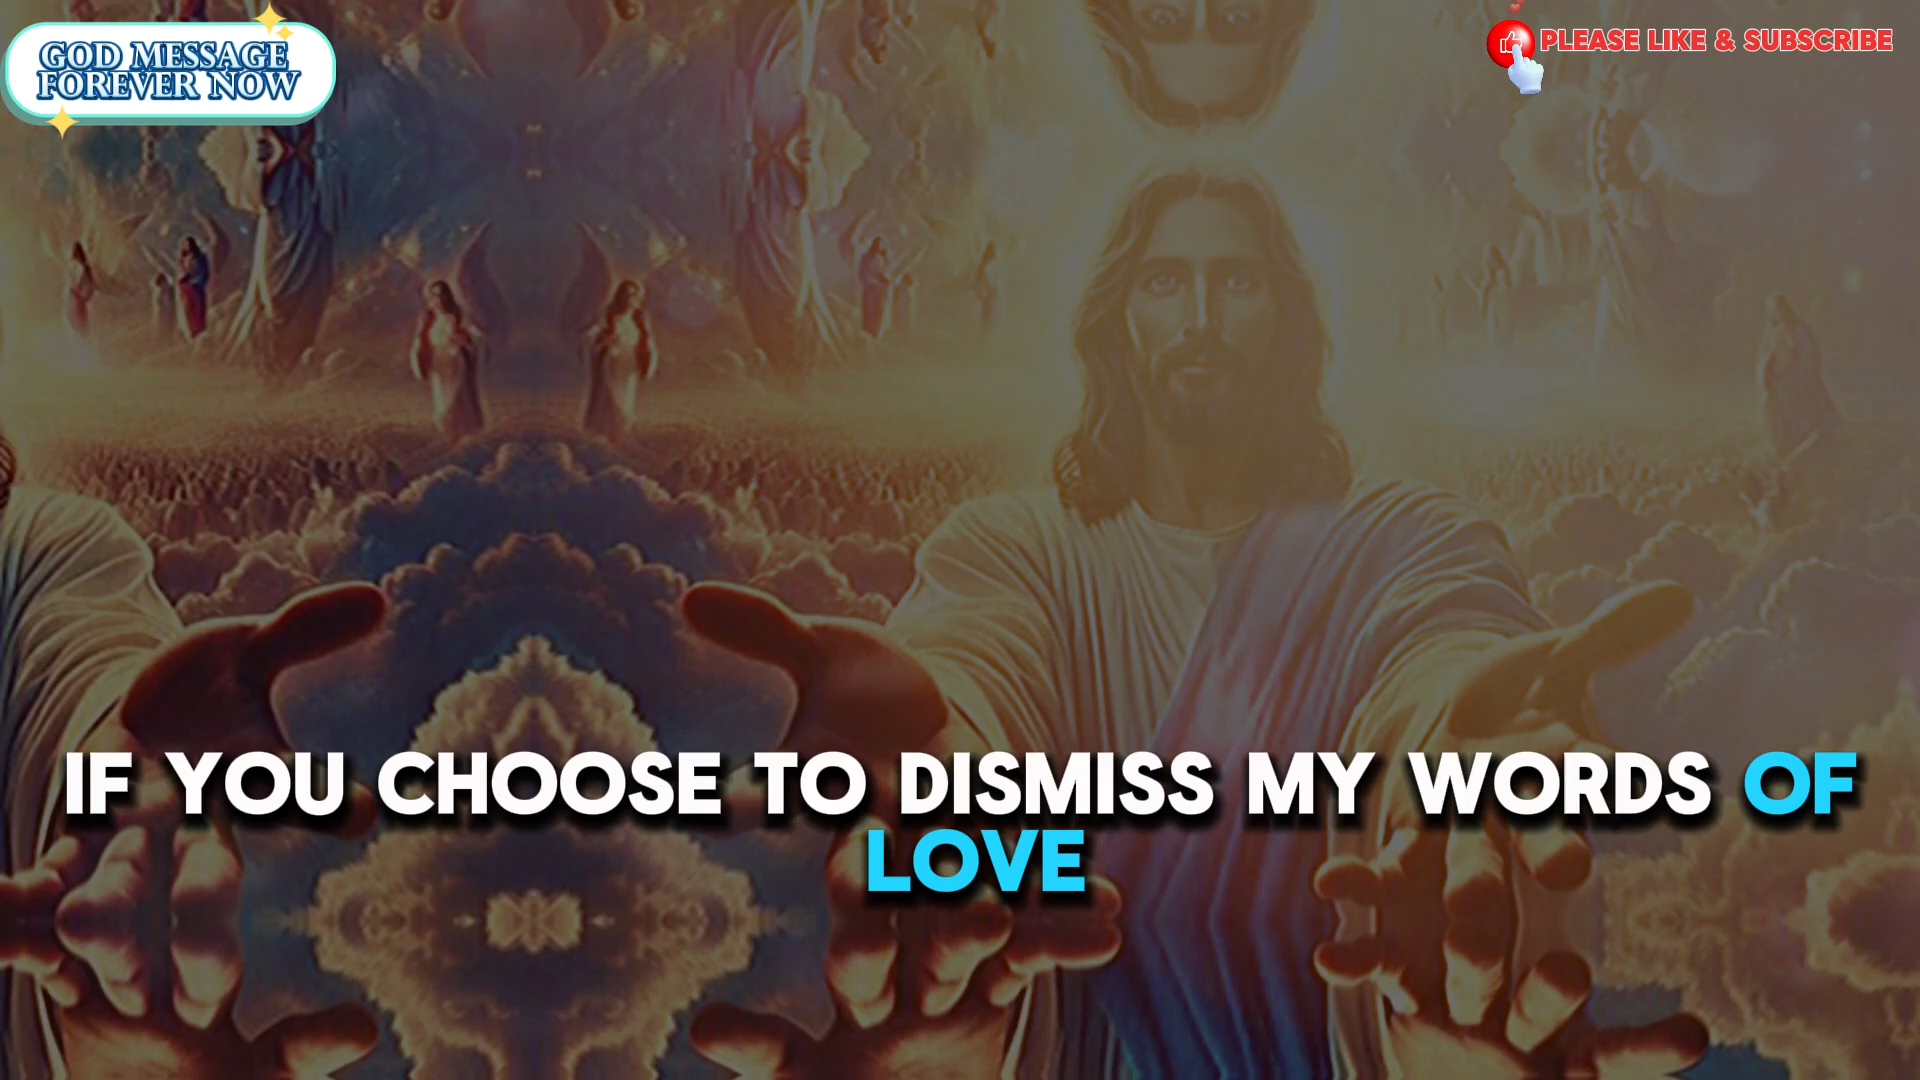 GOD MESSAGE
FOREVER NOW
PLEASE LIKE & SUBSCRIBE
IF YOU CHOOSE TO DISMISS MY WORDS OF
LOVE